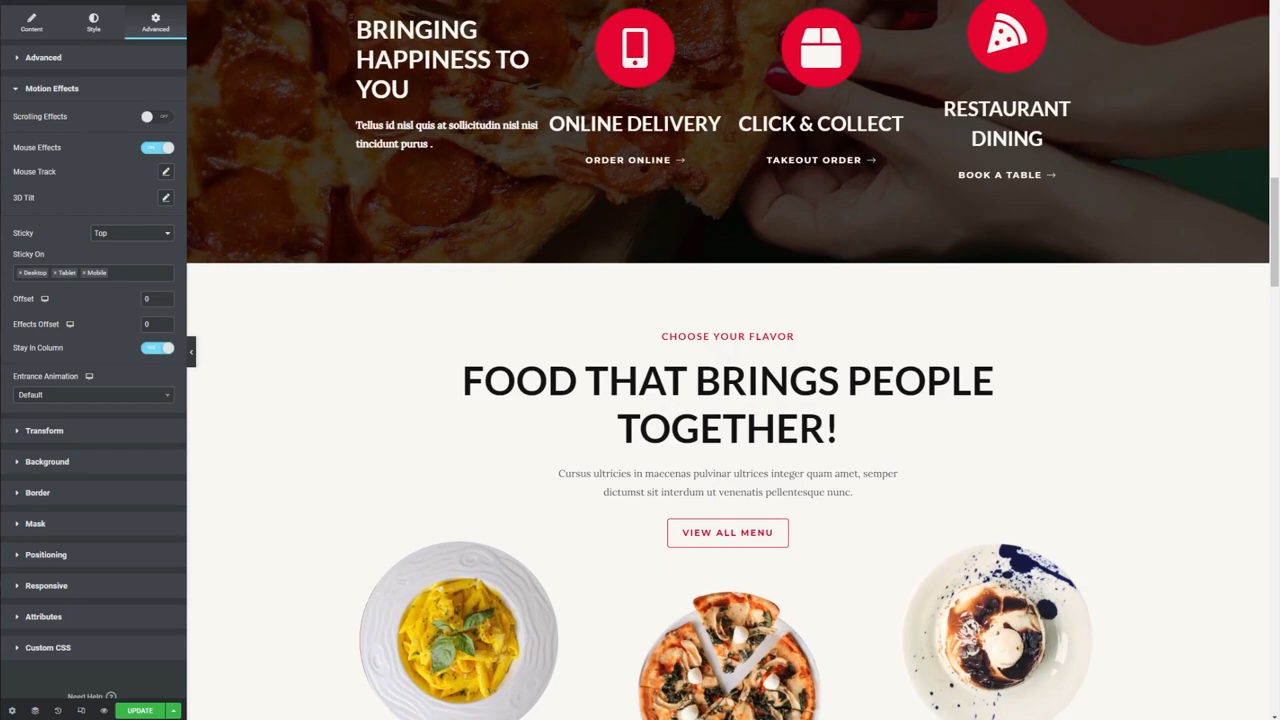 Content
Style
Advanced
Advanced
Motion Effects
Scrolling Effects
OFF
Mouse Effects
ON
Mouse Track
3D Tilt
Sticky
Top
Sticky On
× Desktop × Tablet × Mobile
Offset
0
Effects Offset
0
Stay In Column
YES
Entrance Animation
Default
Transform
Background
Border
Mask
Positioning
Responsive
Attributes
Custom CSS
Need Help ?
UPDATE
BRINGING
HAPPINESS TO
YOU
Tellus id nisl quis at sollicitudin nisl nisi
tincidunt purus .
ONLINE DELIVERY
ORDER ONLINE →
CLICK & COLLECT
TAKEOUT ORDER →
RESTAURANT
DINING
BOOK A TABLE →
CHOOSE YOUR FLAVOR
FOOD THAT BRINGS PEOPLE
TOGETHER!
Cursus ultricies in maecenas pulvinar ultrices integer quam amet, semper
dictumst sit interdum ut venenatis pellentesque nunc.
VIEW ALL MENU